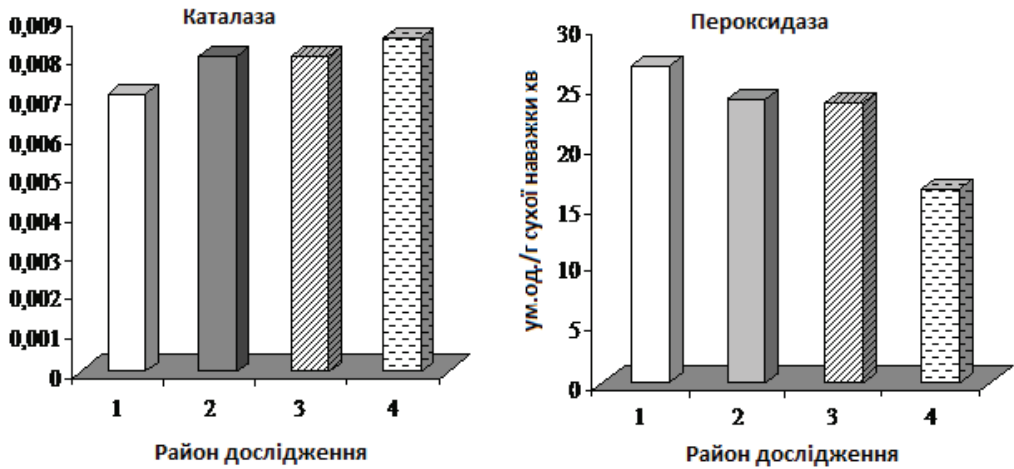 Каталаза
0,009
0,008
0,007
0,006
0,005
0,004
0,003
0,002
0,001
0
1 2 3 4
Район дослідження
Пероксидаза
ум.од./г сухої наважки хв
30
25
20
15
10
5
0
1 2 3 4
Район дослідження